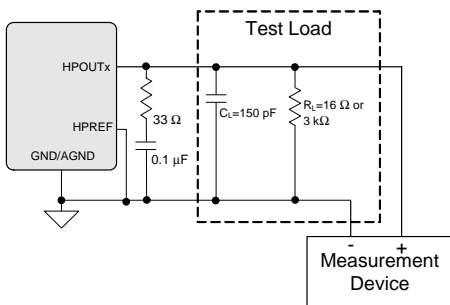 Test Load
HPOUTx
33 Ω
C_L=150 pF
R_L=16 Ω or
3 kΩ
HPREF
0.1 µF
GND/AGND
- +
Measurement
Device